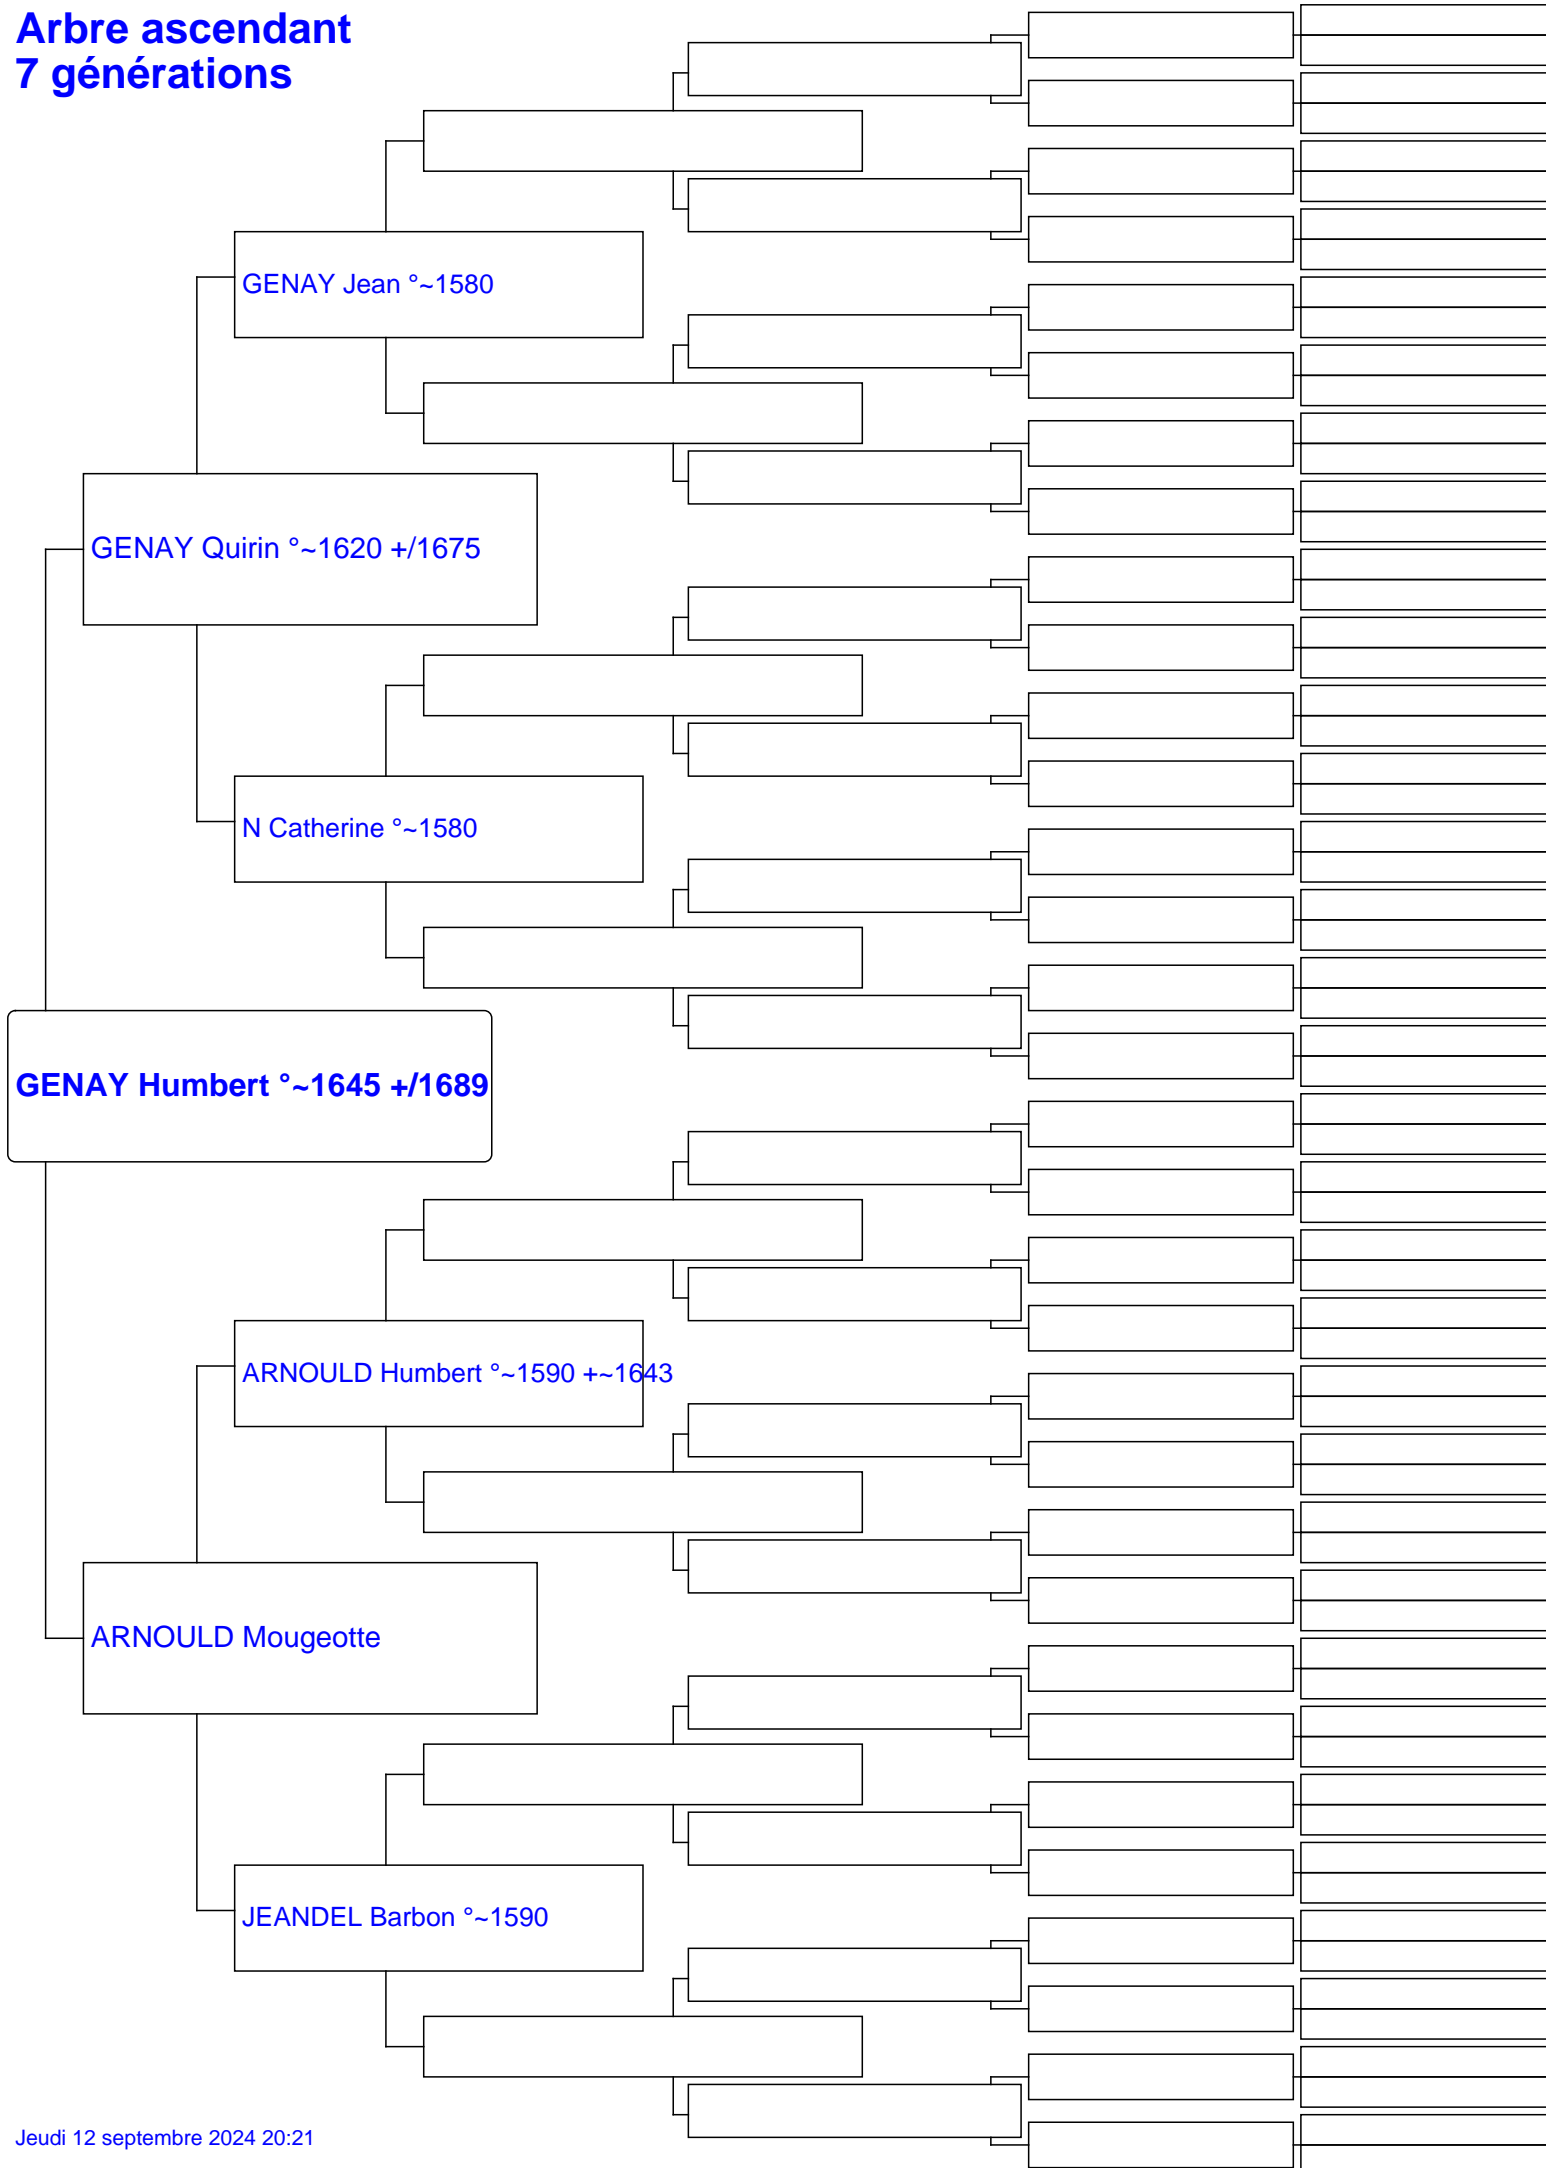 Arbre ascendant
7 générations
GENAY Jean °~1580
GENAY Quirin °~1620 +/1675
N Catherine °~1580
GENAY Humbert °~1645 +/1689
ARNOULD Humbert °~1590 +~1643
ARNOULD Mougeotte
JEANDEL Barbon °~1590
Jeudi 12 septembre 2024 20:21